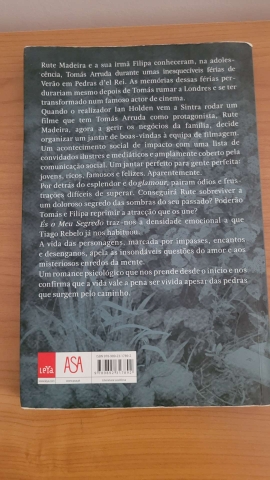 Rute Madeira e a sua irmã Filipa conheceram, na adoles-
cência, Tomás Arruda durante umas inesquecíveis férias de
Verão em Pedras d'el Rei. As memórias dessas férias per-
durariam mesmo depois de Tomás rumar a Londres e se ter
transformado num famoso actor de cinema.
Quando o realizador Ian Holden vem a Sintra rodar um
filme que tem Tomás Arruda como protagonista, Rute
Madeira, agora a gerir os negócios da família, decide
organizar um jantar de boas-vindas à equipa de filmagem.
Um acontecimento social de impacto com uma lista de
convidados ilustres e mediáticos e amplamente coberto pela
comunicação social. Um jantar perfeito para gente perfeita:
jovens, ricos, famosos e felizes. Aparentemente.
Por detrás do esplendor e do glamour, pairam ódios e frus-
trações difíceis de superar. Conseguirá Rute sobreviver a
um doloroso segredo das sombras do seu passado? Poderão
Tomás e Filipa reprimir a atracção que os une?
És o Meu Segredo traz-nos a densidade emocional a que
Tiago Rebelo já nos habituou.
A vida das personagens, marcada por impasses, encantos
e desenganos, apela às insondáveis questões do amor e aos
misteriosos enredos da mente.
Um romance psicológico que nos prende desde o início e nos
confirma que a vida vale a pena ser vivida apesar das pedras
que surgem pelo caminho.
LeYa
ASA